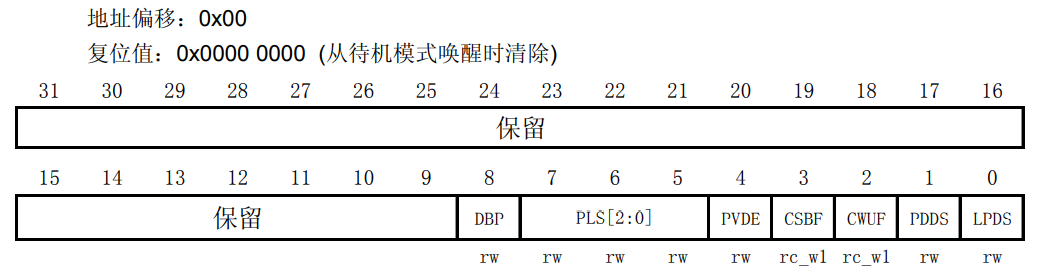 地址偏移：0x00
复位值：0x0000 0000 (从待机模式唤醒时清除)
31 30 29 28 27 26 25 24 23 22 21 20 19 18 17 16
保留
15 14 13 12 11 10 9 8 7 6 5 4 3 2 1 0
保留 DBP PLS[2:0] PVDE CSBF CWUF PDDS LPDS
rw rw rw rw rw rc_w1 rc_w1 rw rw